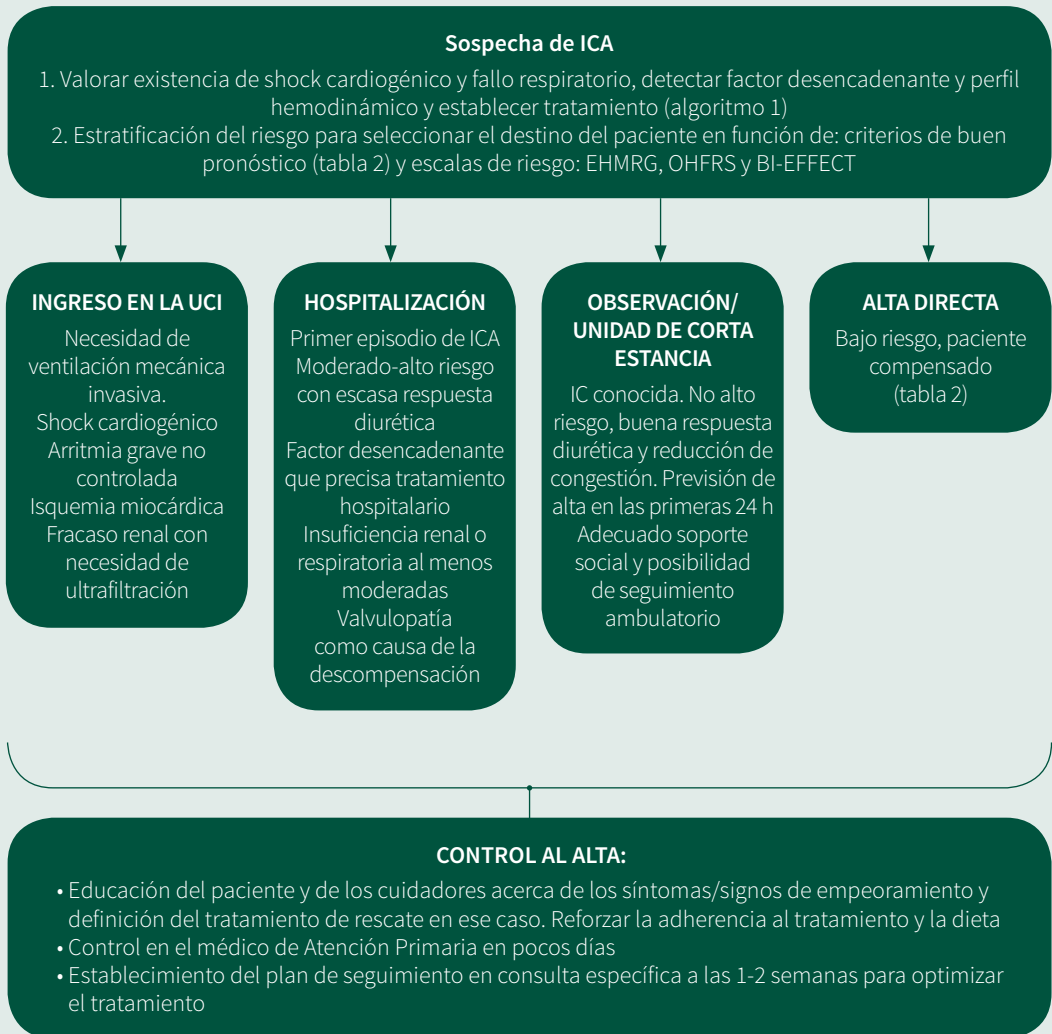 Sospecha de ICA
1. Valorar existencia de shock cardiogénico y fallo respiratorio, detectar factor desencadenante y perfil
hemodinámico y establecer tratamiento (algoritmo 1)
2. Estratificación del riesgo para seleccionar el destino del paciente en función de: criterios de buen
pronóstico (tabla 2) y escalas de riesgo: EHMRG, OHFRS y BI-EFFECT
INGRESO EN LA UCI
Necesidad de
ventilación mecánica
invasiva.
Shock cardiogénico
Arritmia grave no
controlada
Isquemia miocárdica
Fracaso renal con
necesidad de
ultrafiltración
HOSPITALIZACIÓN
Primer episodio de ICA
Moderado-alto riesgo
con escasa respuesta
diurética
Factor desencadenante
que precisa tratamiento
hospitalario
Insuficiencia renal o
respiratoria al menos
moderadas
Valvulopatía
como causa de la
descompensación
OBSERVACIÓN/
UNIDAD DE CORTA
ESTANCIA
IC conocida. No alto
riesgo, buena respuesta
diurética y reducción de
congestión. Previsión de
alta en las primeras 24 h
Adecuado soporte
social y posibilidad
de seguimiento
ambulatorio
ALTA DIRECTA
Bajo riesgo, paciente
compensado
(tabla 2)
CONTROL AL ALTA:
• Educación del paciente y de los cuidadores acerca de los síntomas/signos de empeoramiento y
definición del tratamiento de rescate en ese caso. Reforzar la adherencia al tratamiento y la dieta
• Control en el médico de Atención Primaria en pocos días
• Establecimiento del plan de seguimiento en consulta específica a las 1-2 semanas para optimizar
el tratamiento